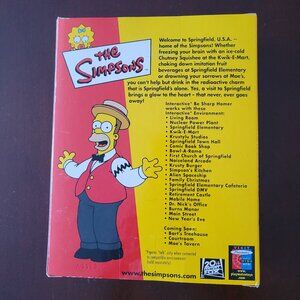 THE
SIMPSONS
Welcome to Springfield, U.S.A. –
home of the Simpsons! Whether
freezing your brain with an ice-cold
Chutney Squishee at the Kwik-E-Mart,
choking down imitation fruit
beverages at Springfield Elementary
or drowning your sorrows at Moe's,
you can't help but drink in the radioactive charm
that is Springfield's alone. Yes, a visit to Springfield
brings a glow to the heart – that never, ever goes
away!
Interactive Be Sharp Homer
works with these
Interactive Environments:
• Living Room
• Nuclear Power Plant
• Springfield Elementary
• Kwik-E-Mart
• Krustylu Studios
• Springfield Town Hall
• Comic Book Shop
• Bowl-A-Rama
• First Church of Springfield
• Noiseland Arcade
• Krusty Burger
• Simpson's Kitchen
• Alien Spaceship
• Family Christmas
• Springfield Elementary Cafeteria
• Springfield DMV
• Retirement Castle
• Mobile Home
• Dr. Nick's Office
• Burns Manor
• Main Street
• New Year's Eve
Coming Soon:
• Bart's Treehouse
• Courtroom
• Moe's Tavern
www.thesimpsons.com
20th
FOX